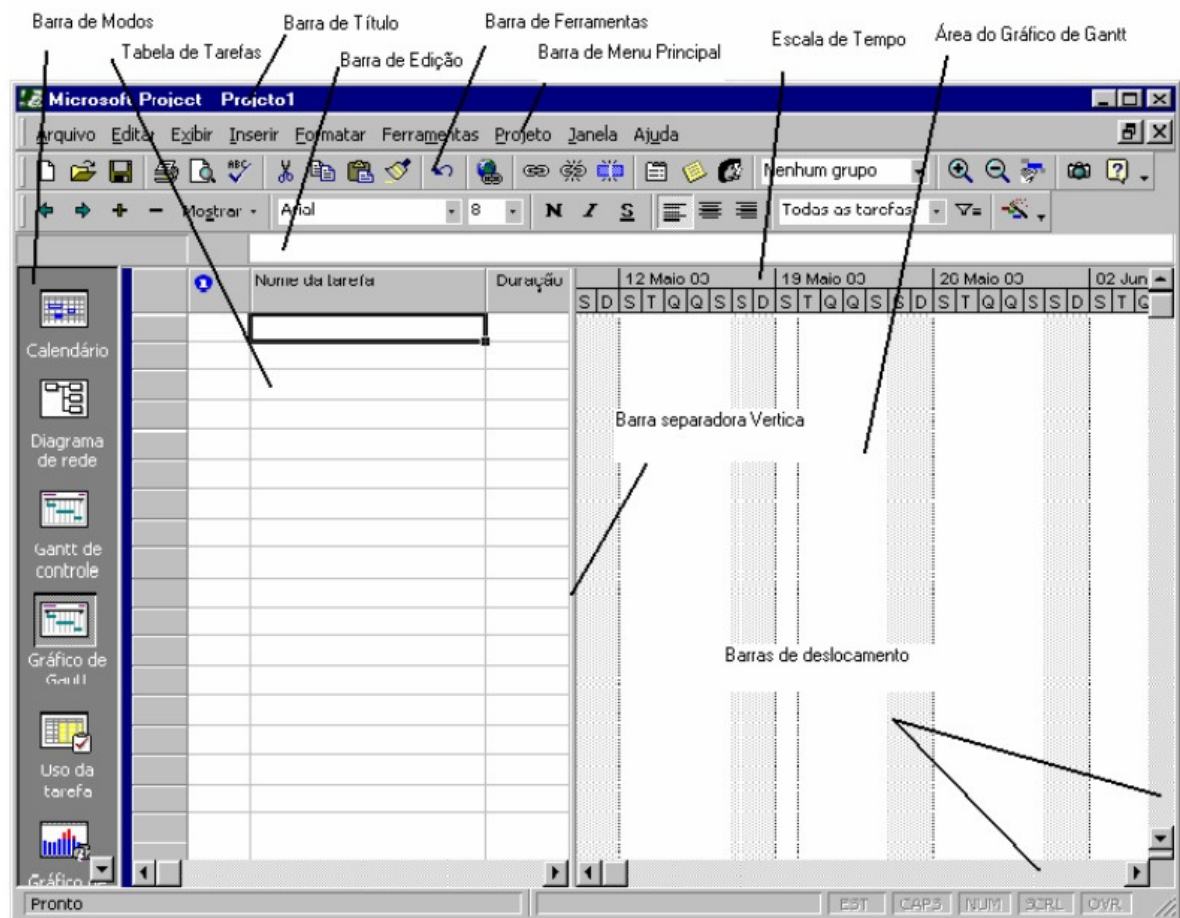 Barra de Modos
Barra de Título
Barra de Ferramentas
Escala de Tempo
Área do Gráfico de Gantt
Tabela de Tarefas
Barra de Edição
Barra de Menu Principal
Microsoft Project Projeto1
Arquivo Editar Exibir Inserir Formatar Ferramentas Projeto Janela Ajuda
ABC Nenhum grupo
Mostrar Arial 8 N I S Todas as tarefas
Nome da tarefa Duração 12 Maio 03 19 Maio 03 26 Maio 03 02 Jun
S D S T Q Q S S D S T Q Q S S D S T Q Q S S D S T Q
Calendário
Diagrama
de rede
Gantt de
controle
Gráfico de
Gantt
Uso da
tarefa
Gráfico de
Barra separadora Vertica
Barras de deslocamento
Pronto EST CAPS NUM SCRL OVR